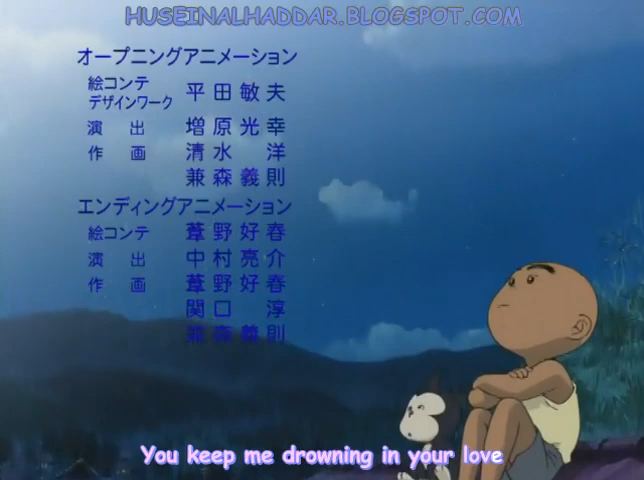 HUSEINALHADDAR.BLOGSPOT.COM
オープニングアニメーション
絵コンテ
デザインワーク 平田敏夫
演出 増原光幸
作画 清水洋
兼森義則
エンディングアニメーション
絵コンテ 葦野好春
演出 中村亮介
作画 葦野好春
関口淳
兼森義則
You keep me drowning in your love